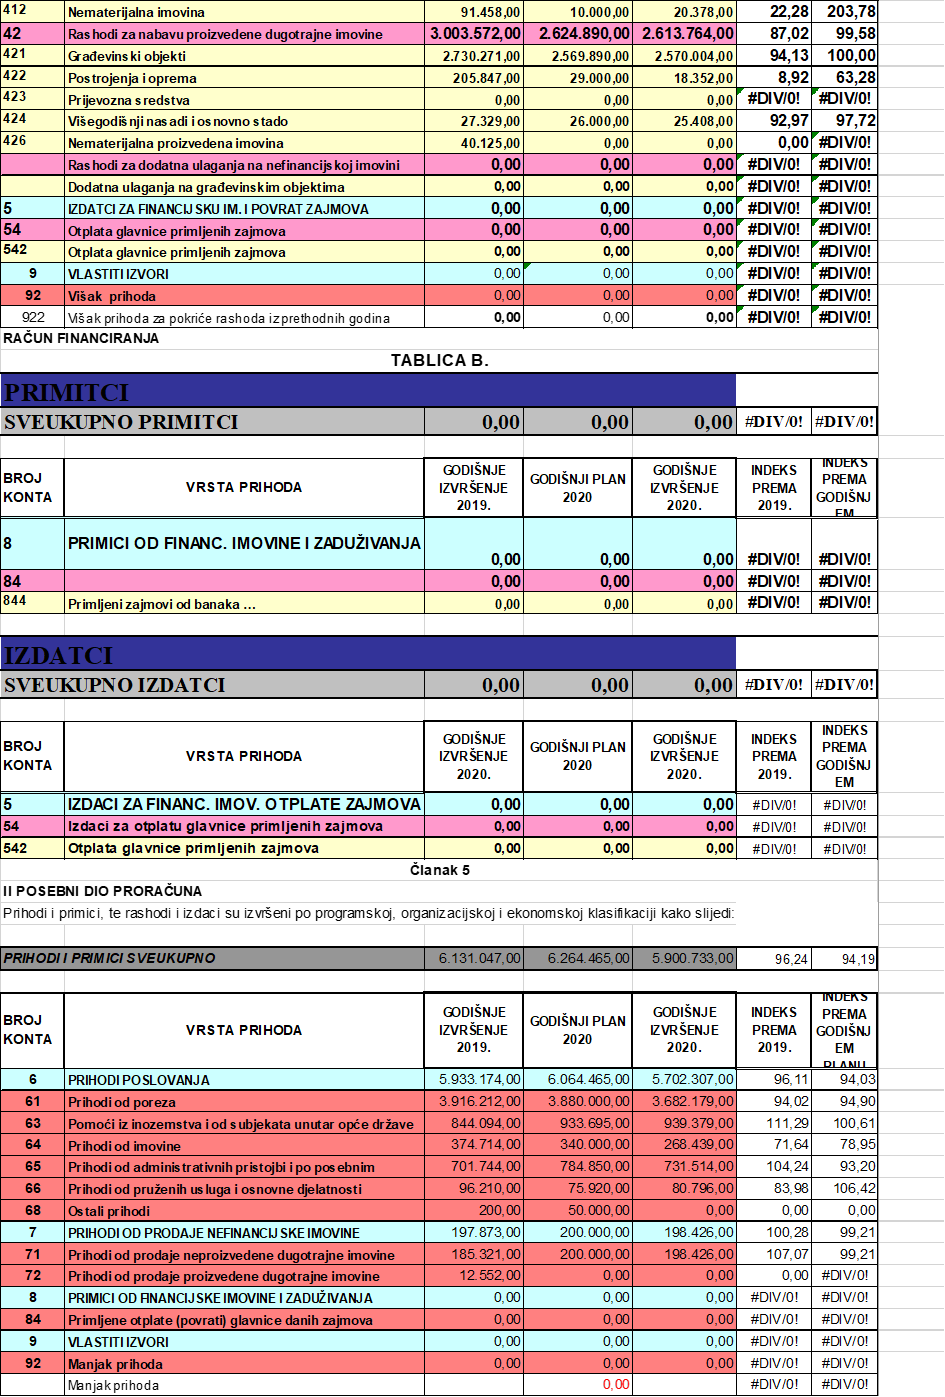 412 Nematerijalna imovina 91.458,00 10.000,00 20.378,00 22,28 203,78
42 Rashodi za nabavu proizvedene dugotrajne imovine 3.003.572,00 2.624.890,00 2.613.764,00 87,02 99,58
421 Građevinski objekti 2.730.271,00 2.569.890,00 2.570.004,00 94,13 100,00
422 Postrojenja i oprema 205.847,00 29.000,00 18.352,00 8,92 63,28
423 Prijevozna sredstva 0,00 0,00 0,00 #DIV/0! #DIV/0!
424 Višegodišnji nasadi i osnovno stado 27.329,00 26.000,00 25.408,00 92,97 97,72
426 Nematerijalna proizvedena imovina 40.125,00 0,00 0,00 0,00 #DIV/0!
Rashodi za dodatna ulaganja na nefinancijskoj imovini 0,00 0,00 0,00 #DIV/0! #DIV/0!
Dodatna ulaganja na građevinskim objektima 0,00 0,00 0,00 #DIV/0! #DIV/0!
5 IZDATCI ZA FINANCIJSKU IM. I POVRAT ZAJMOVA 0,00 0,00 0,00 #DIV/0! #DIV/0!
54 Otplata glavnice primljenih zajmova 0,00 0,00 0,00 #DIV/0! #DIV/0!
542 Otplata glavnice primljenih zajmova 0,00 0,00 0,00 #DIV/0! #DIV/0!
9 VLASTITI IZVORI 0,00 0,00 0,00 #DIV/0! #DIV/0!
92 Višak prihoda 0,00 0,00 0,00 #DIV/0! #DIV/0!
922 Višak prihoda za pokriće rashoda iz prethodnih godina 0,00 0,00 0,00 #DIV/0! #DIV/0!
RAČUN FINANCIRANJA
TABLICA B.
PRIMITCI
SVEUKUPNO PRIMITCI 0,00 0,00 0,00 #DIV/0! #DIV/0!
BROJ KONTA VRSTA PRIHODA GODIŠNJE IZVRŠENJE 2019. GODIŠNJI PLAN 2020 GODIŠNJE IZVRŠENJE 2020. INDEKS PREMA 2019. INDEKS PREMA GODIŠNJ EM
8 PRIMICI OD FINANC. IMOVINE I ZADUŽIVANJA 0,00 0,00 0,00 #DIV/0! #DIV/0!
84 0,00 0,00 0,00 #DIV/0! #DIV/0!
844 Primljeni zajmovi od banaka ... 0,00 0,00 0,00 #DIV/0! #DIV/0!
IZDATCI
SVEUKUPNO IZDATCI 0,00 0,00 0,00 #DIV/0! #DIV/0!
BROJ KONTA VRSTA PRIHODA GODIŠNJE IZVRŠENJE 2020. GODIŠNJI PLAN 2020 GODIŠNJE IZVRŠENJE 2020. INDEKS PREMA 2019. INDEKS PREMA GODIŠNJ EM
5 IZDACI ZA FINANC. IMOV. OTPLATE ZAJMOVA 0,00 0,00 0,00 #DIV/0! #DIV/0!
54 Izdaci za otplatu glavnice primljenih zajmova 0,00 0,00 0,00 #DIV/0! #DIV/0!
542 Otplata glavnice primljenih zajmova 0,00 0,00 0,00 #DIV/0! #DIV/0!
Članak 5
II POSEBNI DIO PRORAČUNA
Prihodi i primici, te rashodi i izdaci su izvršeni po programskoj, organizacijskoj i ekonomskoj klasifikaciji kako slijedi:
PRIHODI I PRIMICI SVEUKUPNO 6.131.047,00 6.264.465,00 5.900.733,00 96,24 94,19
BROJ KONTA VRSTA PRIHODA GODIŠNJE IZVRŠENJE 2019. GODIŠNJI PLAN 2020 GODIŠNJE IZVRŠENJE 2020. INDEKS PREMA 2019. INDEKS PREMA GODIŠNJ EM PLANU
6 PRIHODI POSLOVANJA 5.933.174,00 6.064.465,00 5.702.307,00 96,11 94,03
61 Prihodi od poreza 3.916.212,00 3.880.000,00 3.682.179,00 94,02 94,90
63 Pomoći iz inozemstva i od subjekata unutar opće države 844.094,00 933.695,00 939.379,00 111,29 100,61
64 Prihodi od imovine 374.714,00 340.000,00 268.439,00 71,64 78,95
65 Prihodi od administrativnih pristojbi i po posebnim 701.744,00 784.850,00 731.514,00 104,24 93,20
66 Prihodi od pruženih usluga i osnovne djelatnosti 96.210,00 75.920,00 80.796,00 83,98 106,42
68 Ostali prihodi 200,00 50.000,00 0,00 0,00 0,00
7 PRIHODI OD PRODAJE NEFINANCIJSKE IMOVINE 197.873,00 200.000,00 198.426,00 100,28 99,21
71 Prihodi od prodaje neproizvedene dugotrajne imovine 185.321,00 200.000,00 198.426,00 107,07 99,21
72 Prihodi od prodaje proizvedene dugotrajne imovine 12.552,00 0,00 0,00 0,00 #DIV/0!
8 PRIMICI OD FINANCIJSKE IMOVINE I ZADUŽIVANJA 0,00 0,00 0,00 #DIV/0! #DIV/0!
84 Primljene otplate (povrati) glavnice danih zajmova 0,00 0,00 0,00 #DIV/0! #DIV/0!
9 VLASTITI IZVORI 0,00 0,00 0,00 #DIV/0! #DIV/0!
92 Manjak prihoda 0,00 0,00 0,00 #DIV/0! #DIV/0!
Manjak prihoda 0,00 #DIV/0! #DIV/0!